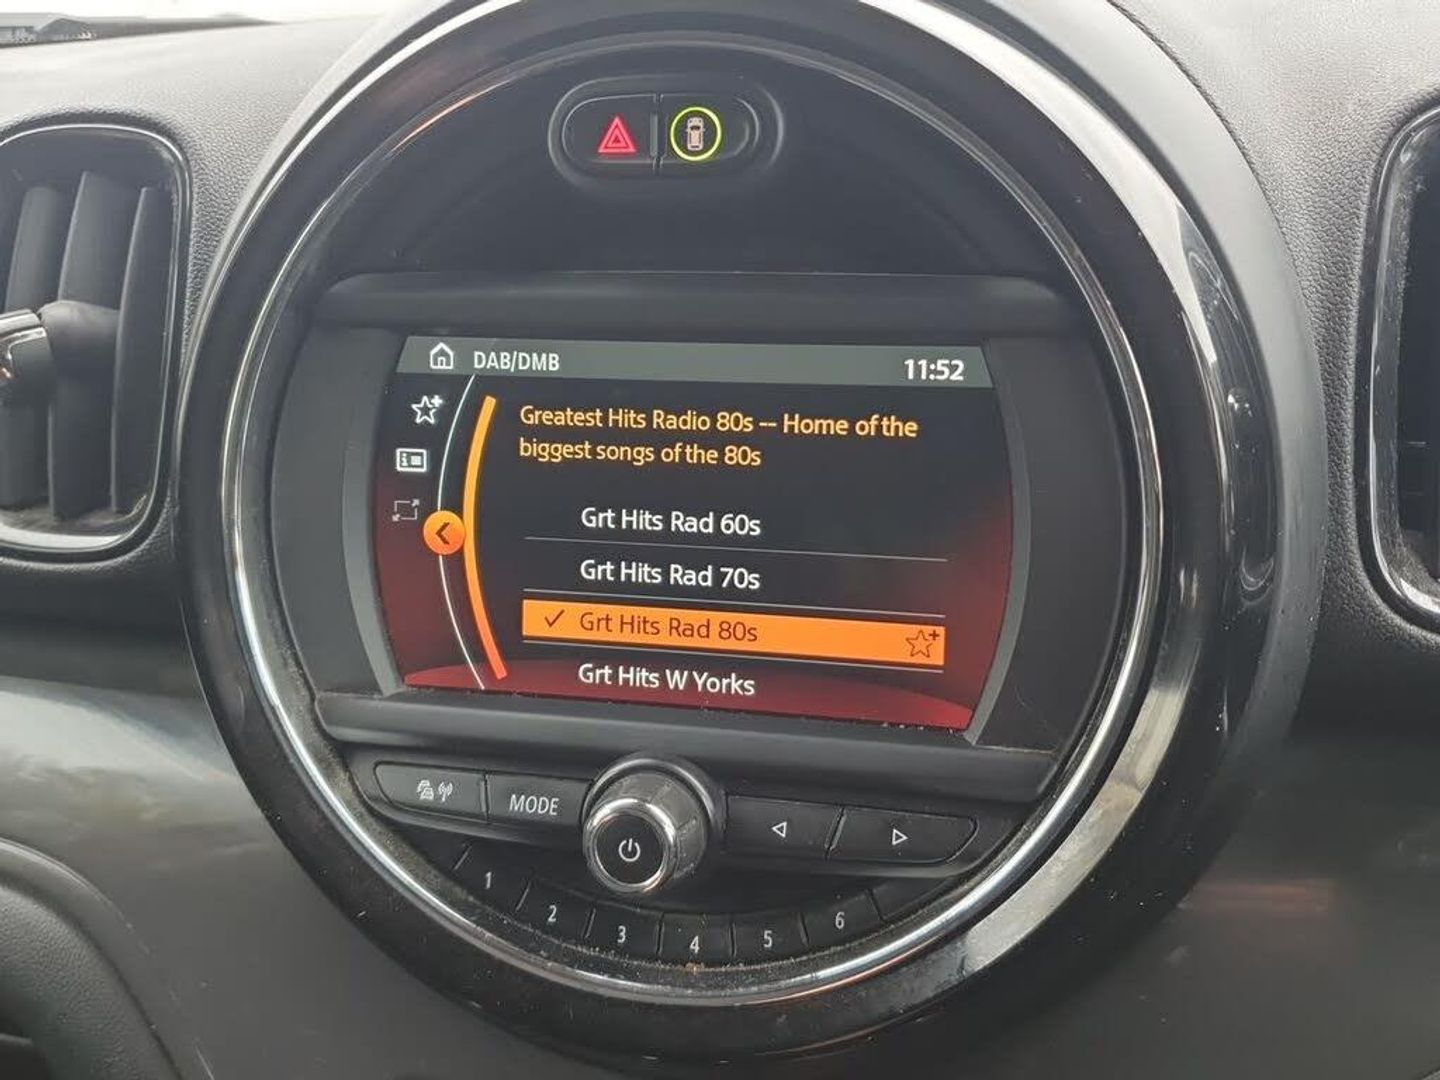 DAB/DMB 11:52
Greatest Hits Radio 80s -- Home of the
biggest songs of the 80s
Grt Hits Rad 60s
Grt Hits Rad 70s
Grt Hits Rad 80s
Grt Hits W Yorks
MODE
1 2 3 4 5 6